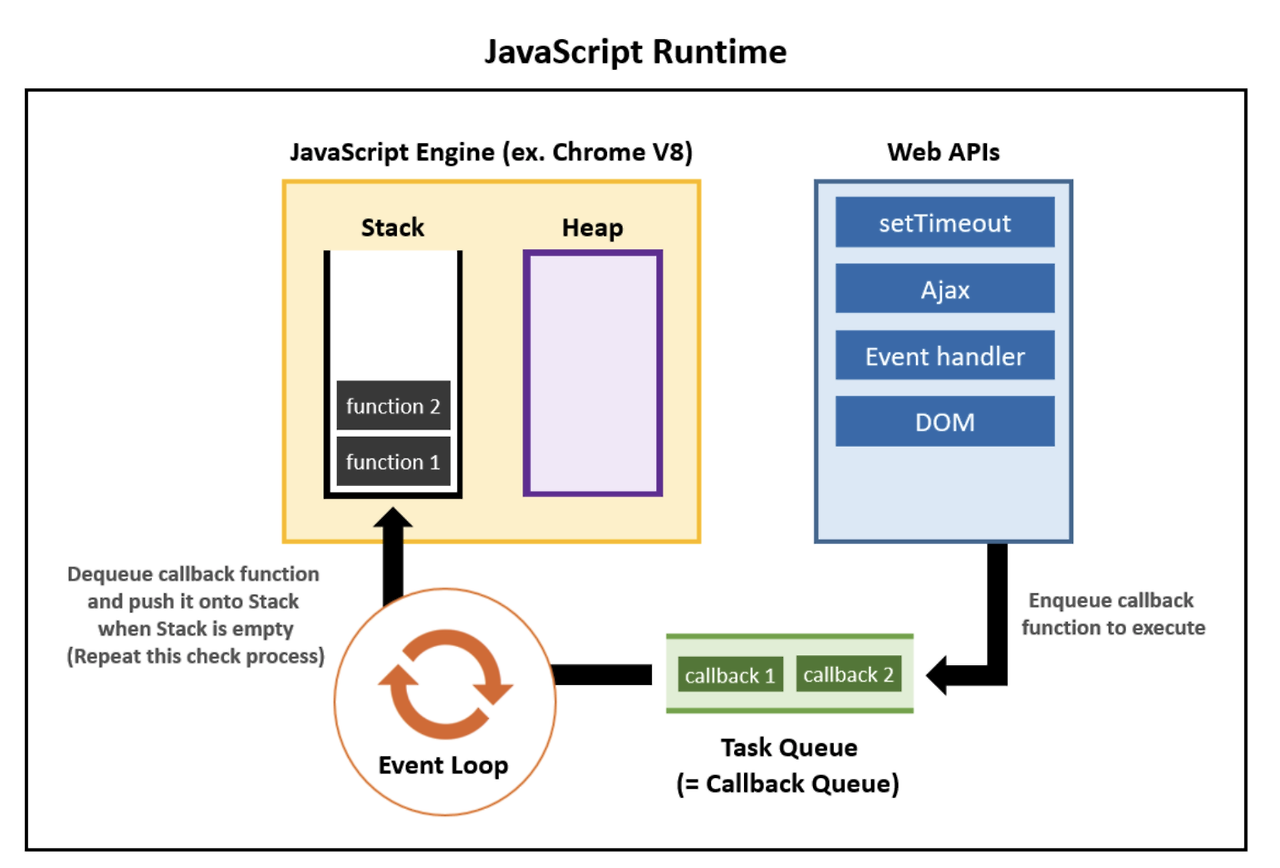 JavaScript Runtime
JavaScript Engine (ex. Chrome V8)
Stack
Heap
function 2
function 1
Web APIs
setTimeout
Ajax
Event handler
DOM
Dequeue callback function
and push it onto Stack
when Stack is empty
(Repeat this check process)
Event Loop
callback 1
callback 2
Task Queue
(= Callback Queue)
Enqueue callback
function to execute